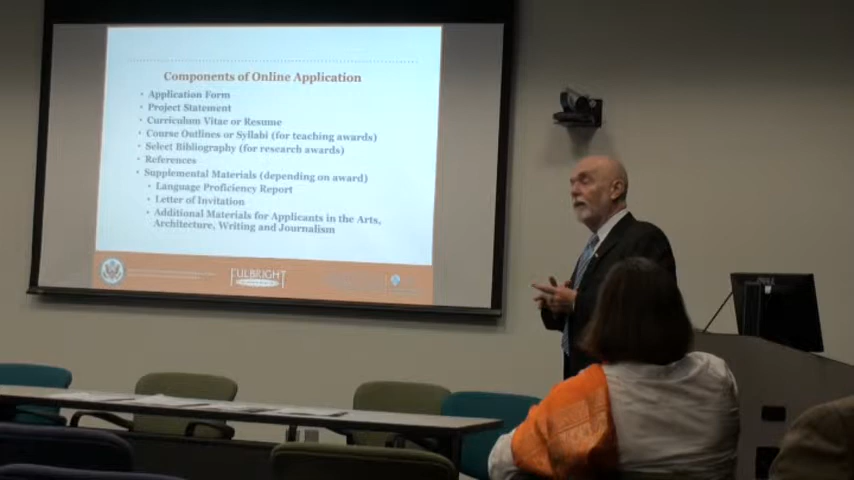 Components of Online Application
• Application Form
• Project Statement
• Curriculum Vitae or Resume
• Course Outlines or Syllabi (for teaching awards)
• Select Bibliography (for research awards)
• References
• Supplemental Materials (depending on award)
• Language Proficiency Report
• Letter of Invitation
• Additional Materials for Applicants in the Arts,
Architecture, Writing and Journalism
FULBRIGHT